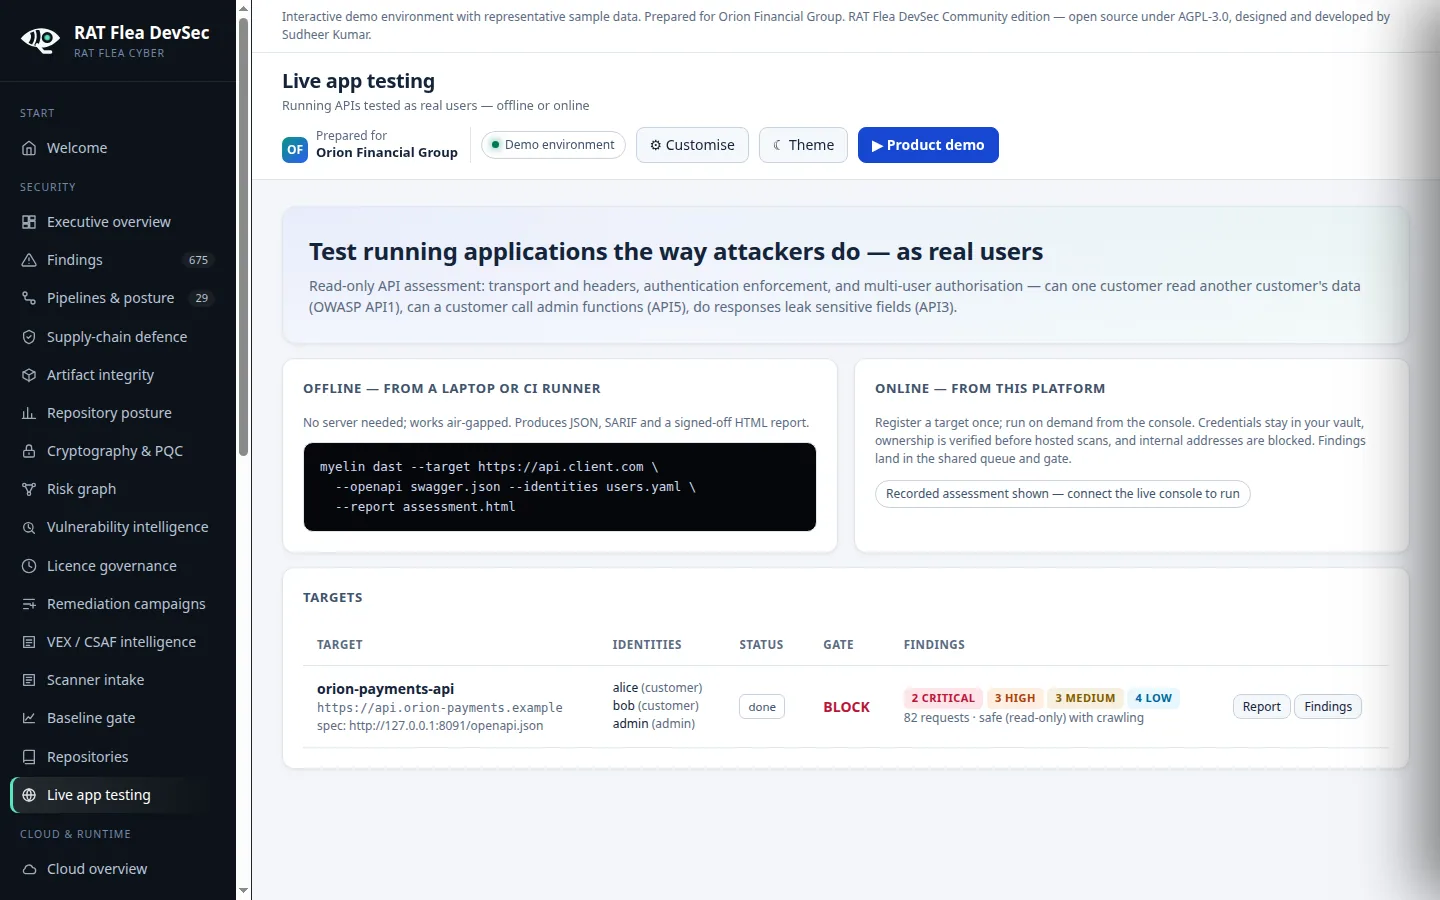 RAT Flea DevSec
RAT FLEA CYBER
START
Welcome
SECURITY
Executive overview
Findings 675
Pipelines & posture 29
Supply-chain defence
Artifact integrity
Repository posture
Cryptography & PQC
Risk graph
Vulnerability intelligence
Licence governance
Remediation campaigns
VEX / CSAF intelligence
Scanner intake
Baseline gate
Repositories
Live app testing
CLOUD & RUNTIME
Cloud overview
Interactive demo environment with representative sample data. Prepared for Orion Financial Group. RAT Flea DevSec Community edition — open source under AGPL-3.0, designed and developed by
Sudheer Kumar.
Live app testing
Running APIs tested as real users — offline or online
OF
Prepared for
Orion Financial Group
Demo environment
⚙ Customise
☾ Theme
▶ Product demo
Test running applications the way attackers do — as real users
Read-only API assessment: transport and headers, authentication enforcement, and multi-user authorisation — can one customer read another customer's data
(OWASP API1), can a customer call admin functions (API5), do responses leak sensitive fields (API3).
OFFLINE — FROM A LAPTOP OR CI RUNNER
No server needed; works air-gapped. Produces JSON, SARIF and a signed-off HTML report.
myelin dast --target https://api.client.com \
--openapi swagger.json --identities users.yaml \
--report assessment.html
ONLINE — FROM THIS PLATFORM
Register a target once; run on demand from the console. Credentials stay in your vault,
ownership is verified before hosted scans, and internal addresses are blocked. Findings
land in the shared queue and gate.
Recorded assessment shown — connect the live console to run
TARGETS
TARGET IDENTITIES STATUS GATE FINDINGS
orion-payments-api
https://api.orion-payments.example
spec: http://127.0.0.1:8091/openapi.json
alice (customer)
bob (customer)
admin (admin)
done
BLOCK
2 CRITICAL 3 HIGH 3 MEDIUM 4 LOW
82 requests · safe (read-only) with crawling
Report
Findings